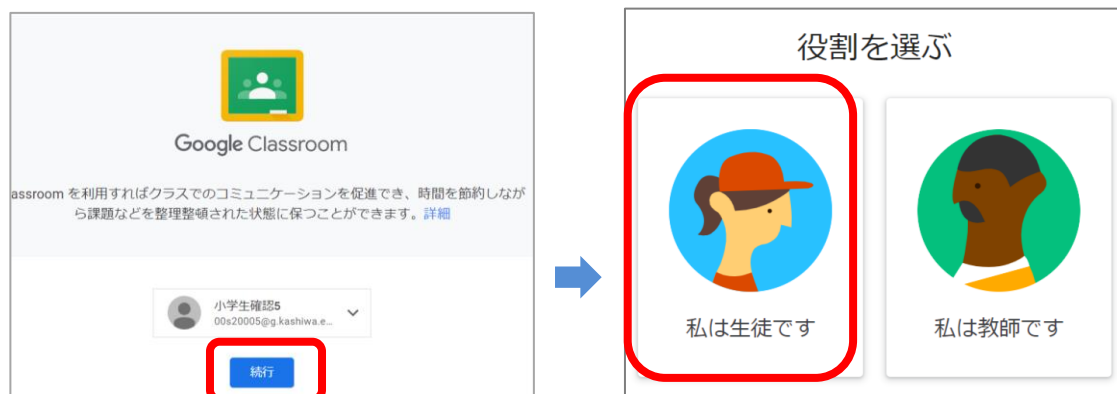 Google Classroom
assroom を利用すればクラスでのコミュニケーションを促進でき、時間を節約しなが
ら課題などを整理整頓された状態に保つことができます。詳細
小学生確認5
00s20005@g.kashiwa.e...
続行
役割を選ぶ
私は生徒です
私は教師です